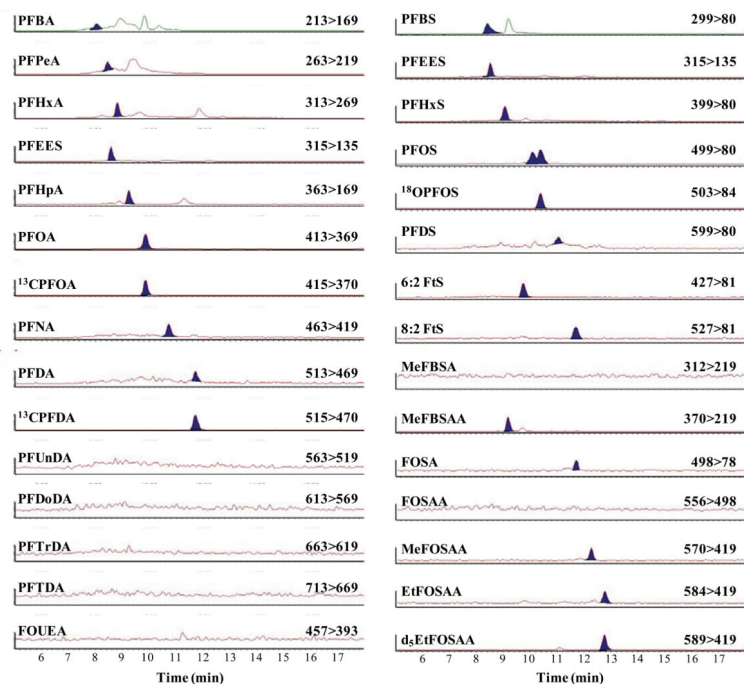 PFBA 213>169
PFPeA 263>219
PFHxA 313>269
PFEES 315>135
PFHpA 363>169
PFOA 413>369
¹³CPFOA 415>370
PFNA 463>419
PFDA 513>469
¹³CPFDA 515>470
PFUnDA 563>519
PFDoDA 613>569
PFTrDA 663>619
PFTDA 713>669
FOUEA 457>393
6 7 8 9 10 11 12 13 14 15 16 17
Time (min)
PFBS 299>80
PFEES 315>135
PFHxS 399>80
PFOS 499>80
¹⁸OPFOS 503>84
PFDS 599>80
6:2 FtS 427>81
8:2 FtS 527>81
MeFBSA 312>219
MeFBSAA 370>219
FOSA 498>78
FOSAA 556>498
MeFOSAA 570>419
EtFOSAA 584>419
d₅EtFOSAA 589>419
6 7 8 9 10 11 12 13 14 15 16 17
Time (min)